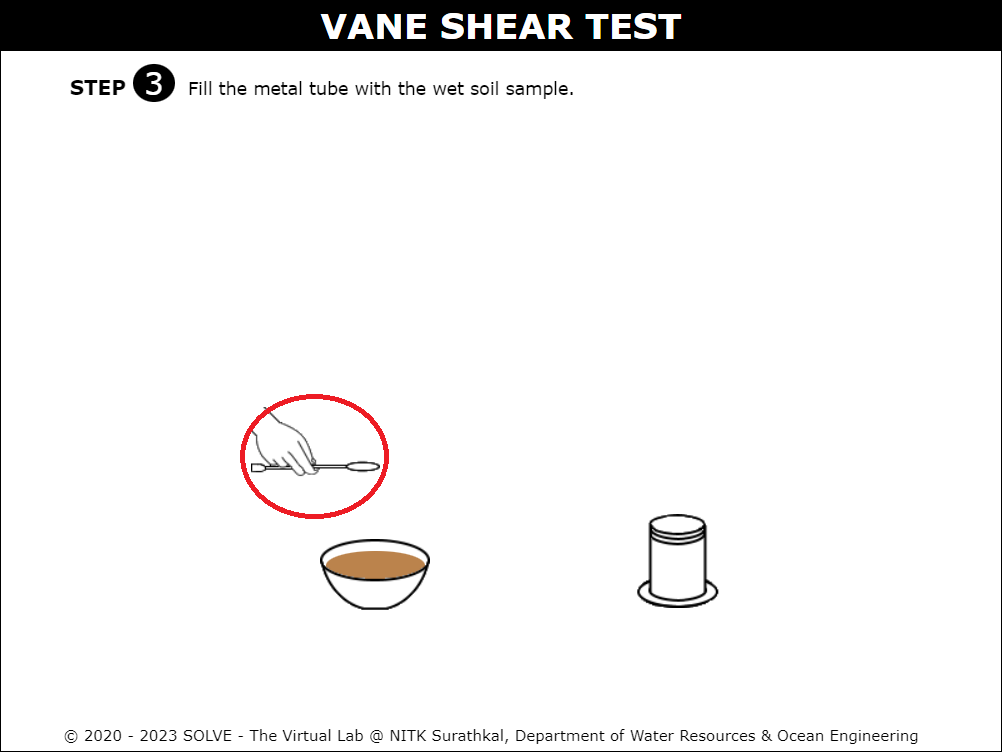 VANE SHEAR TEST
STEP 3 Fill the metal tube with the wet soil sample.
© 2020 - 2023 SOLVE - The Virtual Lab @ NITK Surathkal, Department of Water Resources & Ocean Engineering